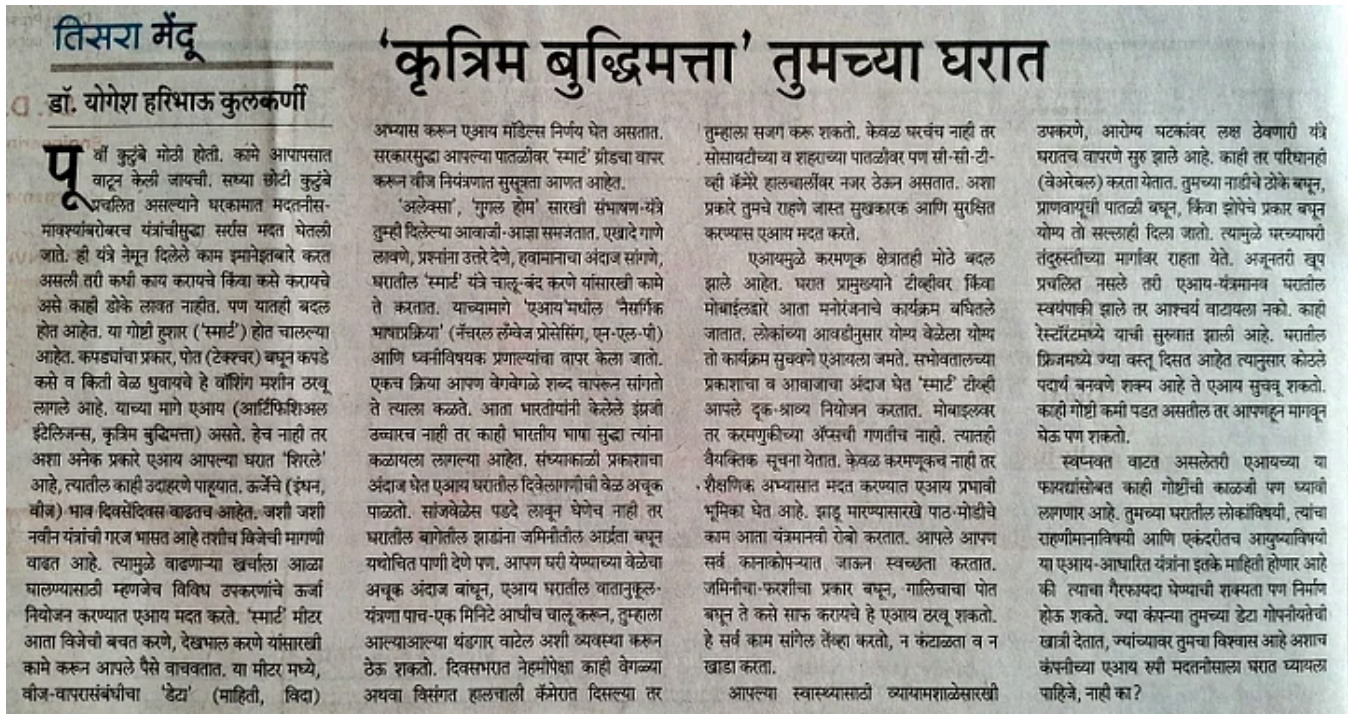 तिसरा मेंदू
डॉ. योगेश हरिभाऊ कुलकर्णी
‘कृत्रिम बुद्धिमत्ता’ तुमच्या घरात
पूर्वी कुटुंबे मोठी होती. कामे आपापसात
वाटून केली जायची. सध्या छोटी कुटुंबे
प्रचलित असल्याने घरकामात मदतनीस-
मावश्यांबरोबरच यंत्रांचीसुद्धा सर्रास मदत घेतली
जाते. ही यंत्रे नेमून दिलेले काम इमानेइतबारे करत
असली तरी कधी काय करायचे किंवा कसे करायचे
असे काही डोके लावत नाहीत. पण यातही बदल
होत आहेत. या गोष्टी हुशार (‘स्मार्ट’) होत चालल्या
आहेत. कपड्यांचा प्रकार, पोत (टेक्श्चर) बघून कपडे
कसे व किती वेळ धुवायचे हे वॉशिंग मशीन ठरवू
लागले आहे. याच्या मागे एआय (आर्टिफिशिअल
इंटेलिजन्स, कृत्रिम बुद्धिमत्ता) असते. हेच नाही तर
अशा अनेक प्रकारे एआय आपल्या घरात ‘शिरले’
आहे, त्यातील काही उदाहरणे पाहूयात. ऊर्जेचे (इंधन,
वीज) भाव दिवसेंदिवस वाढतच आहेत. जशी जशी
नवीन यंत्रांची गरज भासत आहे तशीच विजेची मागणी
वाढत आहे. त्यामुळे वाढणाऱ्या खर्चाला आळा
घालण्यासाठी म्हणजेच विविध उपकरणांचे ऊर्जा
नियोजन करण्यात एआय मदत करते. ‘स्मार्ट’ मीटर
आता विजेची बचत करणे, देखभाल करणे यांसारखी
कामे करून आपले पैसे वाचवतात. या मीटर मध्ये,
वीज-वापरासंबंधीचा ‘डेटा’ (माहिती, विदा)
अभ्यास करून एआय मॉडेल्स निर्णय घेत असतात.
सरकारसुद्धा आपल्या पातळीवर ‘स्मार्ट’ ग्रीडचा वापर
करून वीज नियंत्रणात सुसूत्रता आणत आहेत.
‘अलेक्सा’, ‘गुगल होम’ सारखी संभाषण-यंत्रे
तुम्ही दिलेल्या आवाजी-आज्ञा समजतात. एखादे गाणे
लावणे, प्रश्नांना उत्तरे देणे, हवामानाचा अंदाज सांगणे,
घरातील ‘स्मार्ट’ यंत्रे चालू-बंद करणे यांसारखी कामे
ते करतात. याच्यामागे ‘एआय’मधील ‘नैसर्गिक
भाषाप्रक्रिया’ (नॅचरल लँग्वेज प्रोसेसिंग, एन-एल-पी)
आणि ध्वनीविषयक प्रणाल्यांचा वापर केला जातो.
एकच क्रिया आपण वेगवेगळे शब्द वापरून सांगतो
ते त्याला कळते. आता भारतीयांनी केलेले इंग्रजी
उच्चारच नाही तर काही भारतीय भाषा सुद्धा त्यांना
कळायला लागल्या आहेत. संध्याकाळी प्रकाशाचा
अंदाज घेत एआय घरातील दिवेलागणीची वेळ अचूक
पाळतो. सांजवेळेस पडदे लावून घेणेच नाही तर
घरातील बागेतील झाडांना जमिनीतील आर्द्रता बघून
यथोचित पाणी देणे पण. आपण घरी येण्याच्या वेळेचा
अचूक अंदाज बांधून, एआय घरातील वातानुकूल-
यंत्रणा पाच-एक मिनिटे आधीच चालू करून, तुम्हाला
आल्याआल्या थंडगार वाटेल अशी व्यवस्था करून
ठेऊ शकतो. दिवसभरात नेहमीपेक्षा काही वेगळ्या
अथवा विसंगत हालचाली कॅमेरात दिसल्या तर
तुम्हाला सजग करू शकतो. केवळ घरचंच नाही तर
सोसायटीच्या व शहराच्या पातळीवर पण सी-सी-टी-
व्ही कॅमेरे हालचालींवर नजर ठेऊन असतात. अशा
प्रकारे तुमचे राहणे जास्त सुखकारक आणि सुरक्षित
करण्यास एआय मदत करते.
एआयमुळे करमणूक क्षेत्रातही मोठे बदल
झाले आहेत. घरात प्रामुख्याने टीव्हीवर किंवा
मोबाईलद्वारे आता मनोरंजनाचे कार्यक्रम बघितले
जातात. लोकांच्या आवडीनुसार योग्य वेळेला योग्य
तो कार्यक्रम सुचवणे एआयला जमते. सभोवतालच्या
प्रकाशाचा व आवाजाचा अंदाज घेत ‘स्मार्ट’ टीव्ही
आपले दृक-श्राव्य नियोजन करतात. मोबाइलवर
तर करमणुकीच्या ॲप्सची गणतीच नाही. त्यातही
वैयक्तिक सूचना येतात. केवळ करमणूकच नाही तर
शैक्षणिक अभ्यासात मदत करण्यात एआय प्रभावी
भूमिका घेत आहे. झाडू मारण्यासारखे पाठ-मोडीचे
काम आता यंत्रमानवी रोबो करतात. आपले आपण
सर्व कानाकोपऱ्यात जाऊन स्वच्छता करतात.
जमिनीचा-फरशीचा प्रकार बघून, गालिचाचा पोत
बघून ते कसे साफ करायचे हे एआय ठरवू शकतो.
हे सर्व काम सांगेल तेंव्हा करतो, न कंटाळता व न
खाडा करता.
आपल्या स्वास्थ्यासाठी व्यायामशाळेसारखी
उपकरणे, आरोग्य घटकांवर लक्ष ठेवणारी यंत्रे
घरातच वापरणे सुरु झाले आहे. काही तर परिधानही
(वेअरेबल) करता येतात. तुमच्या नाडीचे ठोके बघून,
प्राणवायूची पातळी बघून, किंवा झोपेचे प्रकार बघून
योग्य तो सल्लाही दिला जातो. त्यामुळे घरच्याघरी
तंदुरुस्तीच्या मार्गावर राहता येते. अजूनतरी खूप
प्रचलित नसले तरी एआय-यंत्रमानव घरातील
स्वयंपाकी झाले तर आश्चर्य वाटायला नको. काही
रेस्टॉरंटमध्ये याची सुरुवात झाली आहे. घरातील
फ्रिजमध्ये ज्या वस्तू दिसत आहेत त्यानुसार कोठले
पदार्थ बनवणे शक्य आहे ते एआय सुचवू शकतो.
काही गोष्टी कमी पडत असतील तर आपणहून मागवून
घेऊ पण शकतो.
स्वप्नवत वाटत असलेतरी एआयच्या या
फायद्यांसोबत काही गोष्टींची काळजी पण घ्यावी
लागणार आहे. तुमच्या घरातील लोकांविषयी, त्यांचा
राहणीमानाविषयी आणि एकंदरीतच आयुष्याविषयी
या एआय-आधारित यंत्रांना इतके माहिती होणार आहे
की त्याचा गैरफायदा घेण्याची शक्यता पण निर्माण
होऊ शकते. ज्या कंपन्या तुमच्या डेटा गोपनीयतेची
खात्री देतात, ज्यांच्यावर तुमचा विश्वास आहे अशाच
कंपनीच्या एआय रुपी मदतनीसाला घरात घ्यायला
पाहिजे, नाही का?